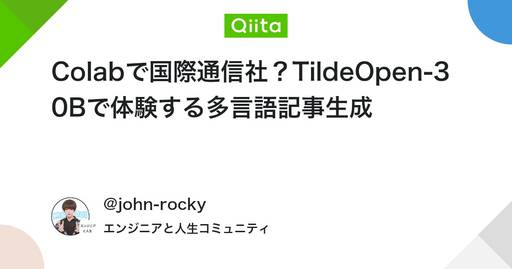 Qiita
Colabで国際通信社？TildeOpen-3
0Bで体験する多言語記事生成
@john-rocky
エンジニアと人生コミュニティ